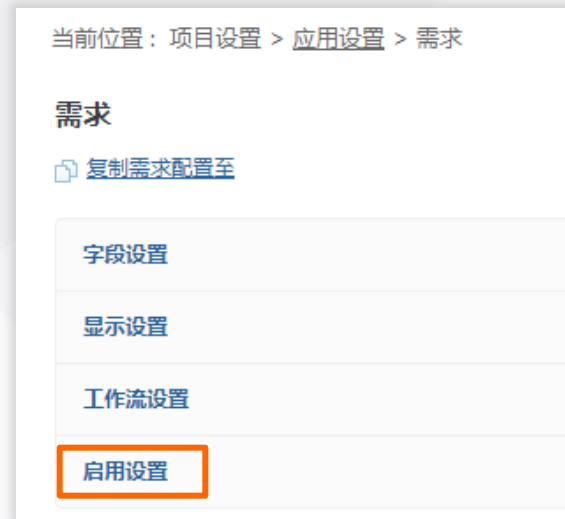 当前位置： 项目设置 > 应用设置 > 需求
需求
复制需求配置至
字段设置
显示设置
工作流设置
启用设置